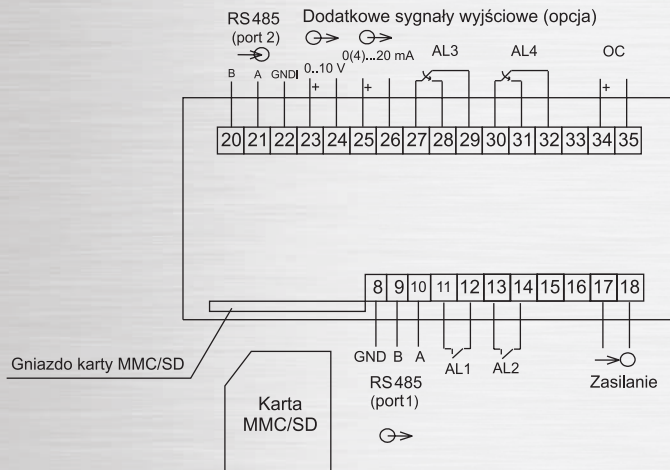 RS485 Dodatkowe sygnały wyjściowe (opcja)
(port 2)
0(4)...20 mA AL3 AL4 OC
B A GND 0..10 V
+ + +
20 21 22 23 24 25 26 27 28 29 30 31 32 33 34 35
8 9 10 11 12 13 14 15 16 17 18
GND B A AL1 AL2
Gniazdo karty MMC/SD
RS485
(port1)
Zasilanie
Karta
MMC/SD